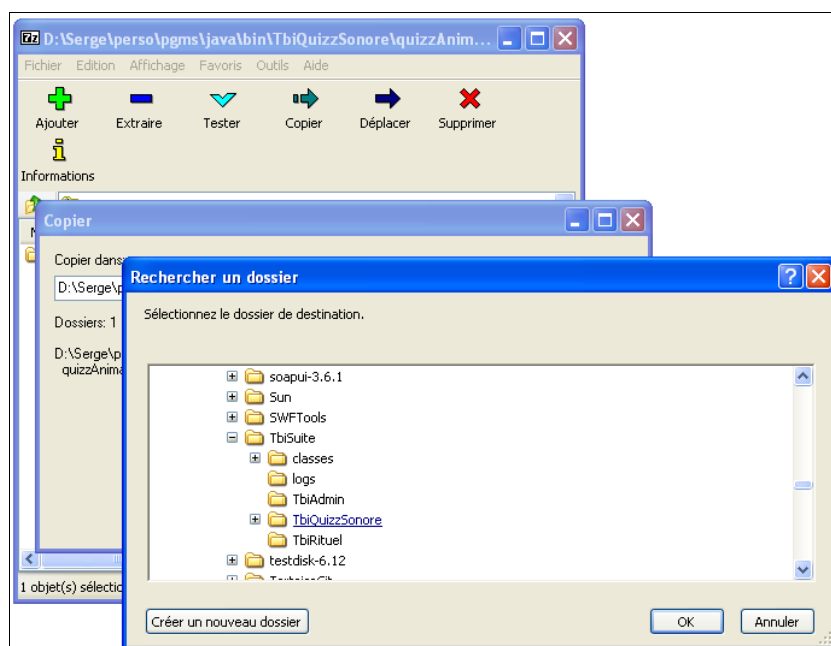 D:\Serge\perso\pgms\java\bin\TbiQuizzSonore\quizzAnim...
Fichier Edition Affichage Favoris Outils Aide
Ajouter Extraire Tester Copier Déplacer Supprimer
Informations
Copier
Copier dans
D:\Serge\p
Dossiers: 1
D:\Serge\p
quizzAnima
1 objet(s) sélectio
Rechercher un dossier
Sélectionnez le dossier de destination.
soapui-3.6.1
Sun
SWFTools
TbiSuite
classes
logs
TbiAdmin
TbiQuizzSonore
TbiRituel
testdisk-6.12
Créer un nouveau dossier OK Annuler